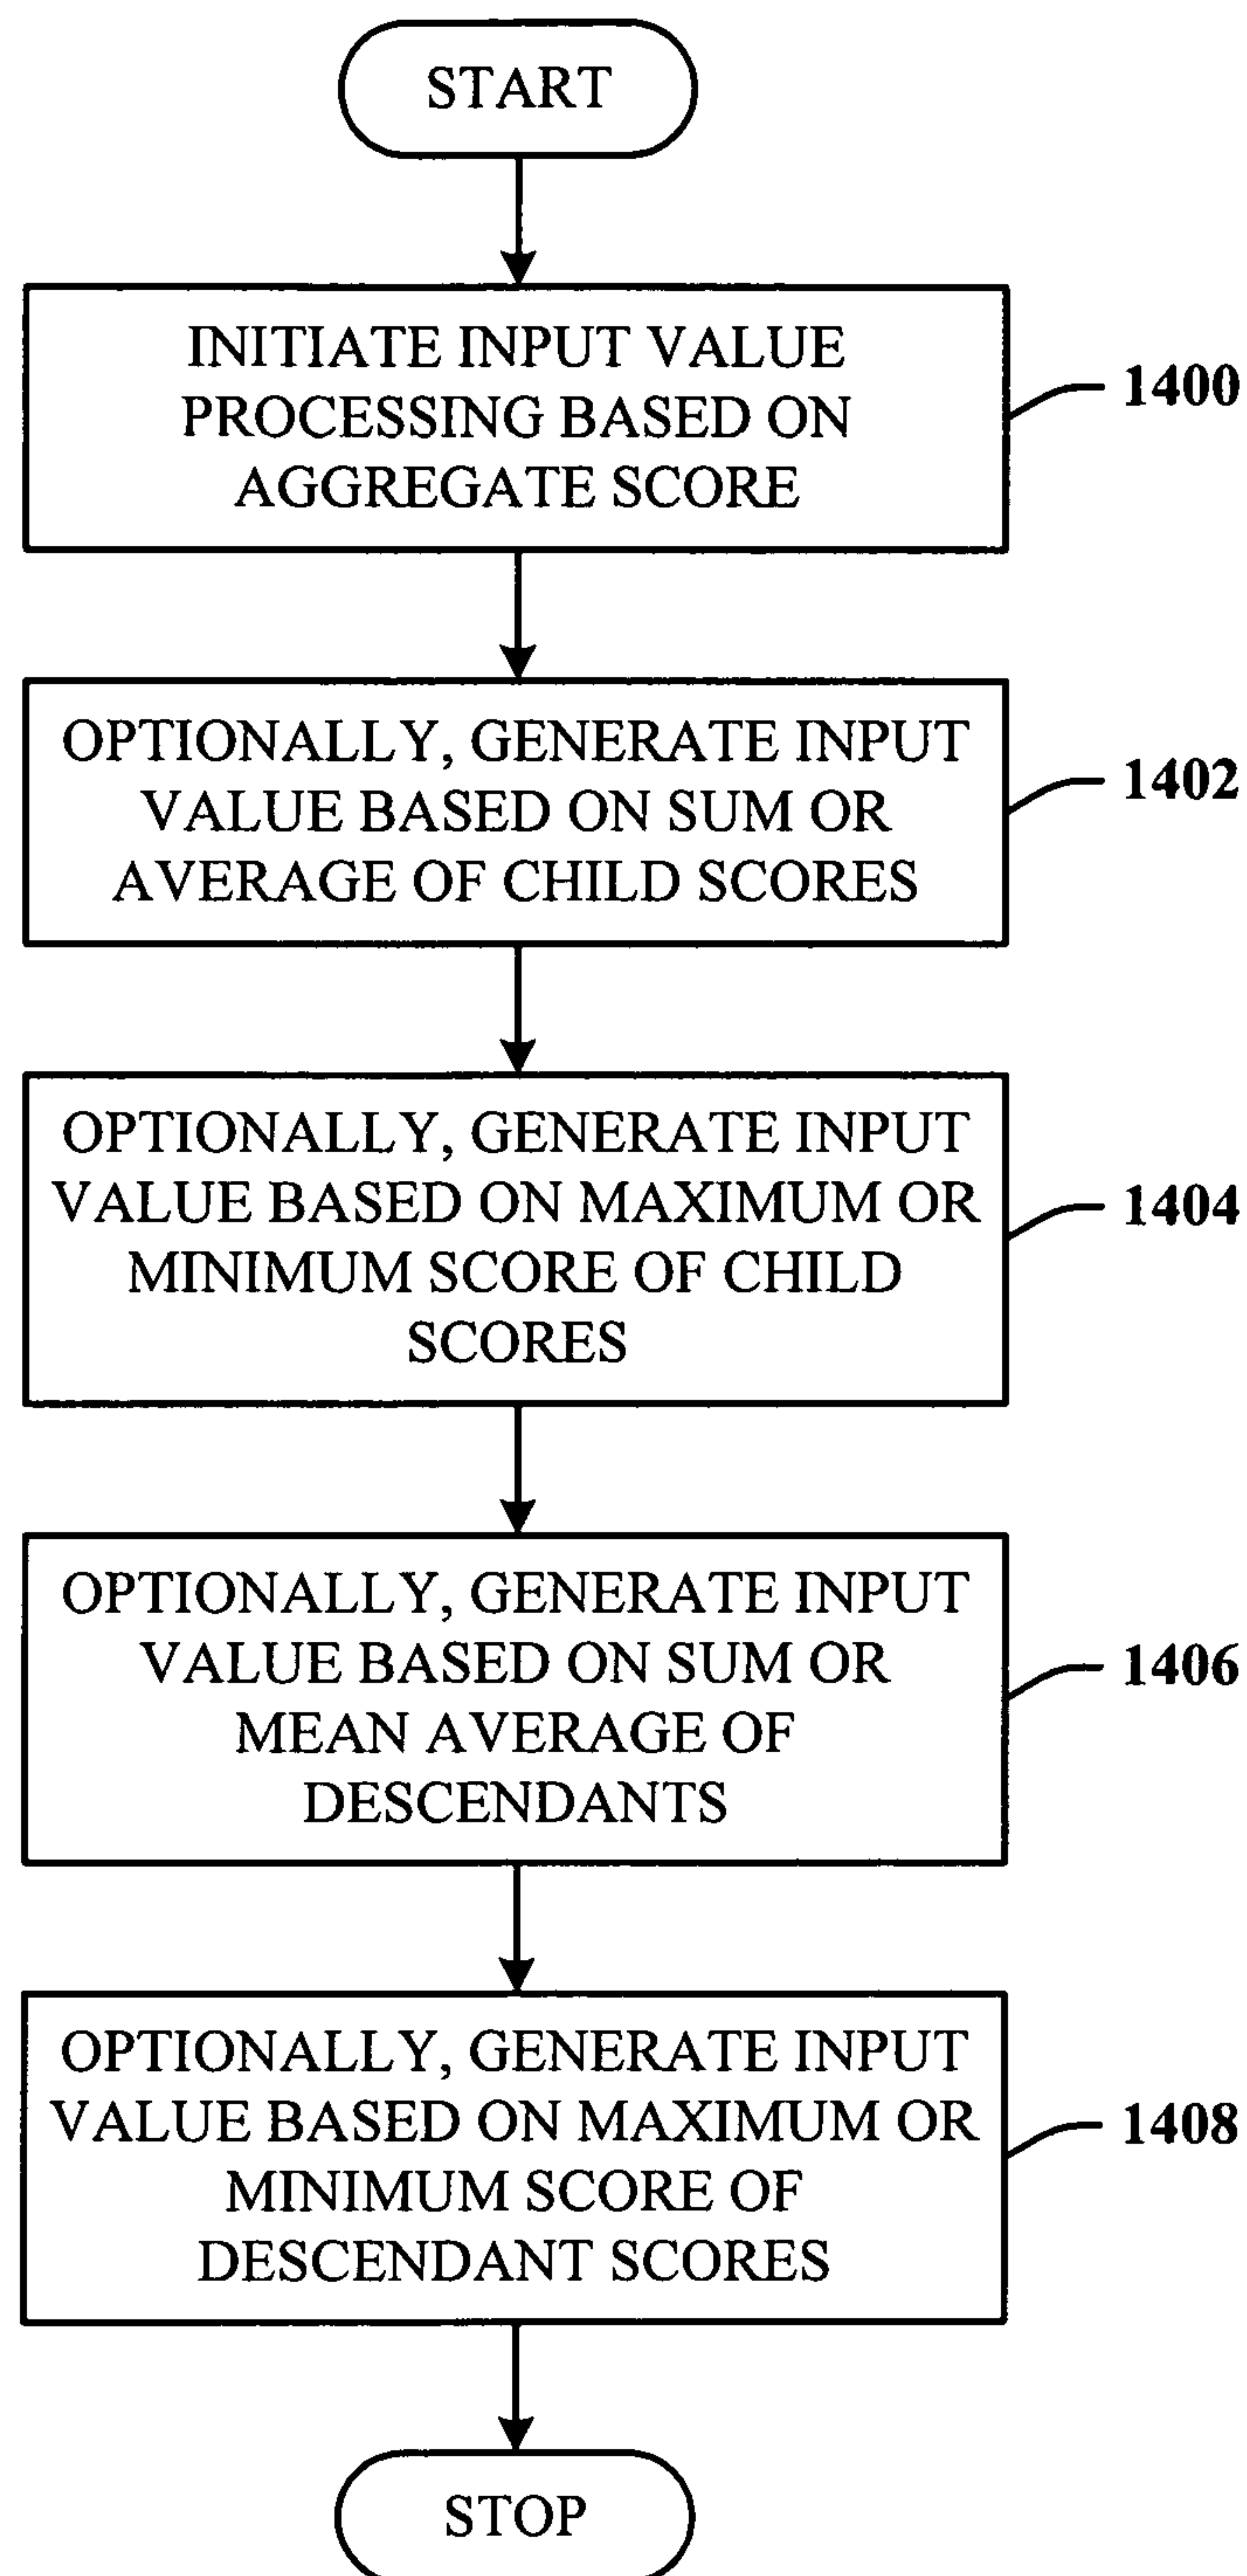 START
INITIATE INPUT VALUE
PROCESSING BASED ON
AGGREGATE SCORE
1400
OPTIONALLY, GENERATE INPUT
VALUE BASED ON SUM OR
AVERAGE OF CHILD SCORES
1402
OPTIONALLY, GENERATE INPUT
VALUE BASED ON MAXIMUM OR
MINIMUM SCORE OF CHILD
SCORES
1404
OPTIONALLY, GENERATE INPUT
VALUE BASED ON SUM OR
MEAN AVERAGE OF
DESCENDANTS
1406
OPTIONALLY, GENERATE INPUT
VALUE BASED ON MAXIMUM OR
MINIMUM SCORE OF
DESCENDANT SCORES
1408
STOP